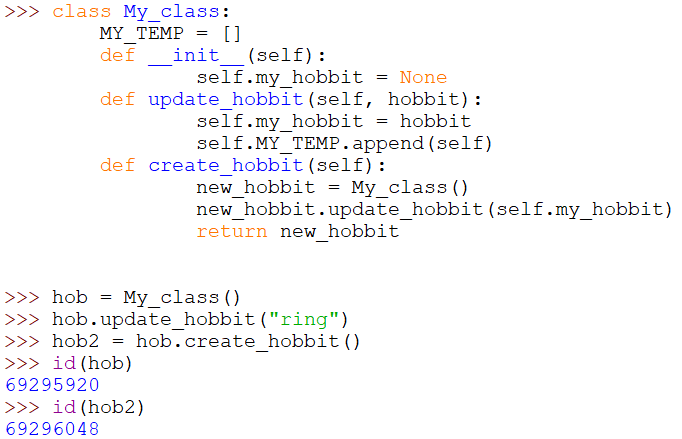 >>> class My_class:
        MY_TEMP = []
        def __init__(self):
                self.my_hobbit = None
        def update_hobbit(self, hobbit):
                self.my_hobbit = hobbit
                self.MY_TEMP.append(self)
        def create_hobbit(self):
                new_hobbit = My_class()
                new_hobbit.update_hobbit(self.my_hobbit)
                return new_hobbit
>>> hob = My_class()
>>> hob.update_hobbit("ring")
>>> hob2 = hob.create_hobbit()
>>> id(hob)
69295920
>>> id(hob2)
69296048